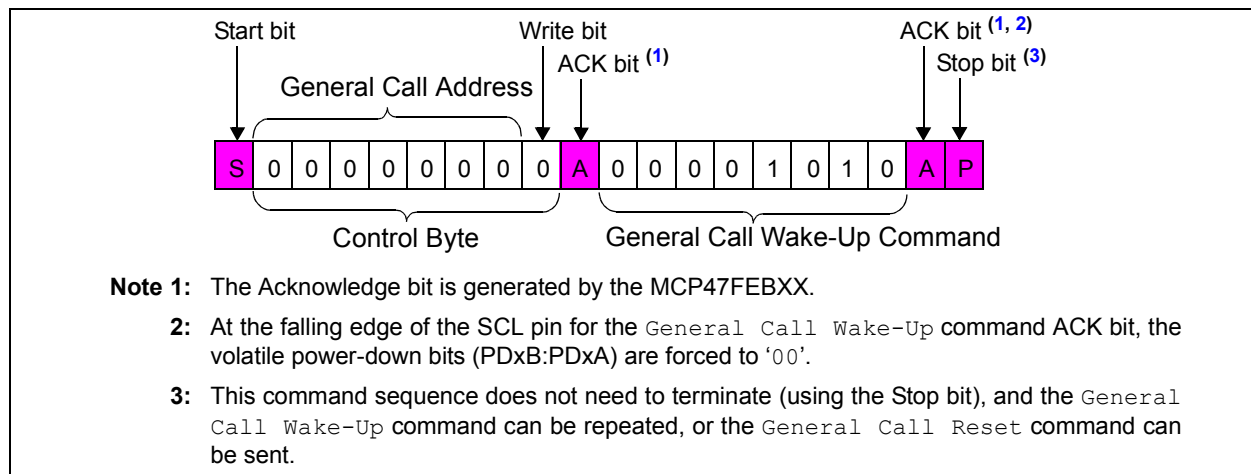 Start bit
Write bit
ACK bit (1, 2)
ACK bit (1)
Stop bit (3)
General Call Address
S 0 0 0 0 0 0 0 0 A 0 0 0 0 1 0 1 0 A P
Control Byte
General Call Wake-Up Command
Note 1: The Acknowledge bit is generated by the MCP47FEBXX.
2: At the falling edge of the SCL pin for the General Call Wake-Up command ACK bit, the
volatile power-down bits (PDxB:PDxA) are forced to ‘00’.
3: This command sequence does not need to terminate (using the Stop bit), and the General
Call Wake-Up command can be repeated, or the General Call Reset command can
be sent.